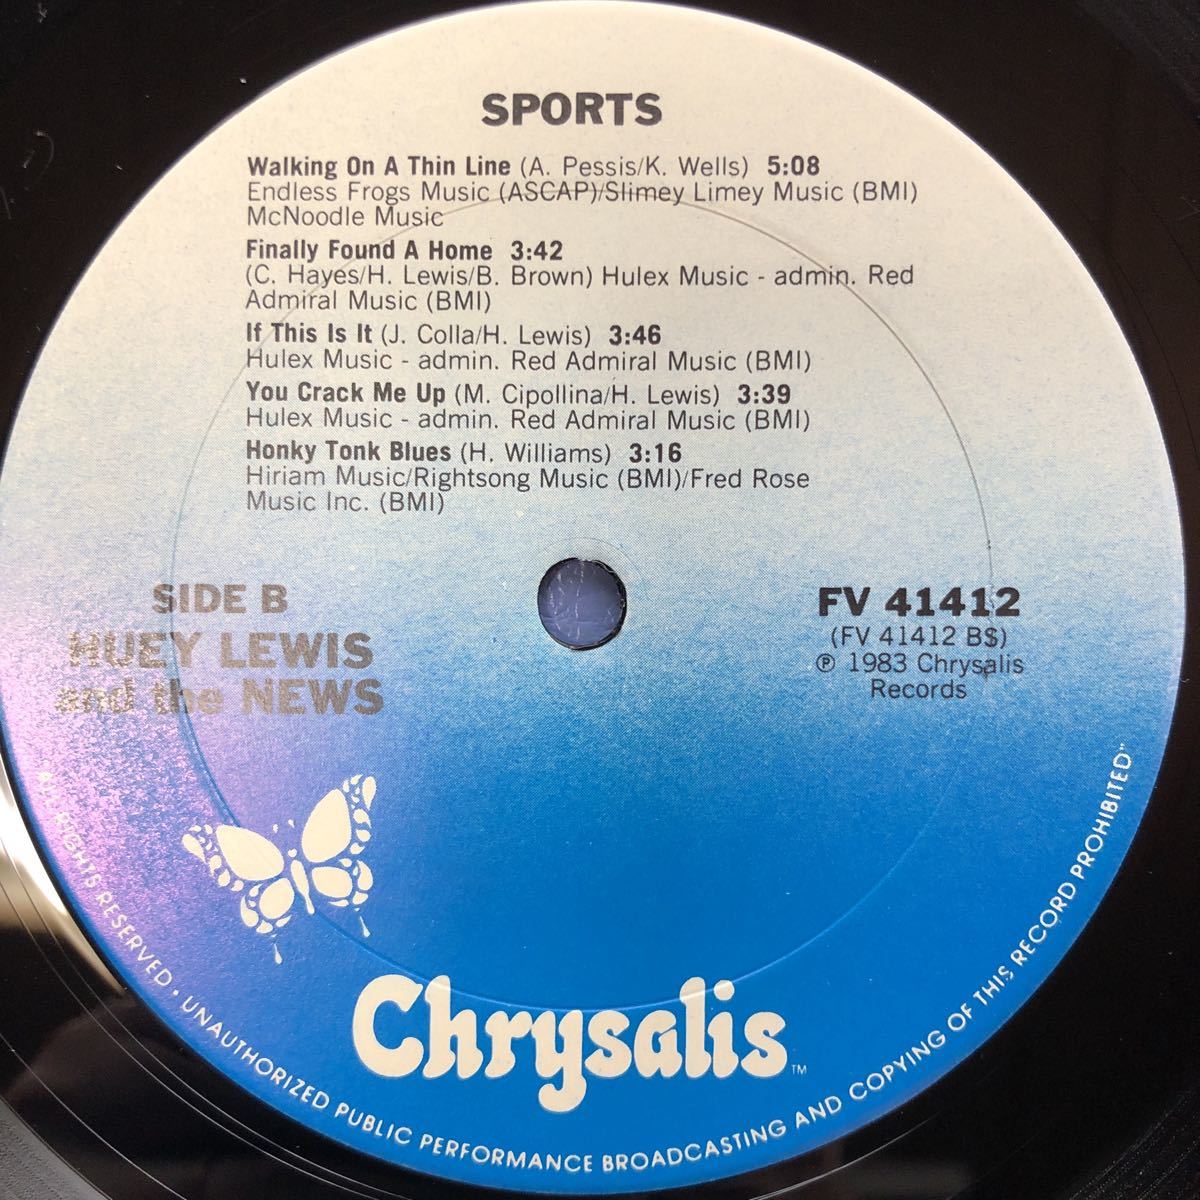 SPORTS
Walking On A Thin Line (A. Pessis/K. Wells) 5:08
Endless Frogs Music (ASCAP)/Slimey Limey Music (BMI)
McNoodle Music
Finally Found A Home 3:42
(C. Hayes/H. Lewis/B. Brown) Hulex Music - admin. Red
Admiral Music (BMI)
If This Is It (J. Colla/H. Lewis) 3:46
Hulex Music - admin. Red Admiral Music (BMI)
You Crack Me Up (M. Cipollina/H. Lewis) 3:39
Hulex Music - admin. Red Admiral Music (BMI)
Honky Tonk Blues (H. Williams) 3:16
Hiriam Music/Rightsong Music (BMI)/Fred Rose
Music Inc. (BMI)
SIDE B
HUEY LEWIS
and the NEWS
FV 41412
(FV 41412 BS)
℗ 1983 Chrysalis
Records
Chrysalis™
"ALL RIGHTS RESERVED · UNAUTHORIZED PUBLIC PERFORMANCE BROADCASTING AND COPYING OF THIS RECORD PROHIBITED"